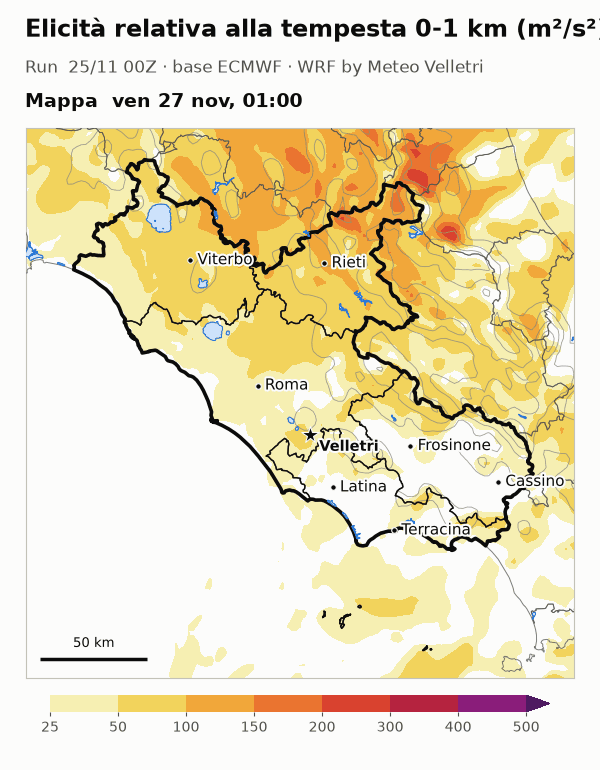 Elicità relativa alla tempesta 0-1 km (m²/s²)
Run 25/11 00Z · base ECMWF · WRF by Meteo Velletri
Mappa ven 27 nov, 01:00
Viterbo
Rieti
Roma
Velletri
Frosinone
Cassino
Latina
Terracina
50 km
25 50 100 150 200 300 400 500